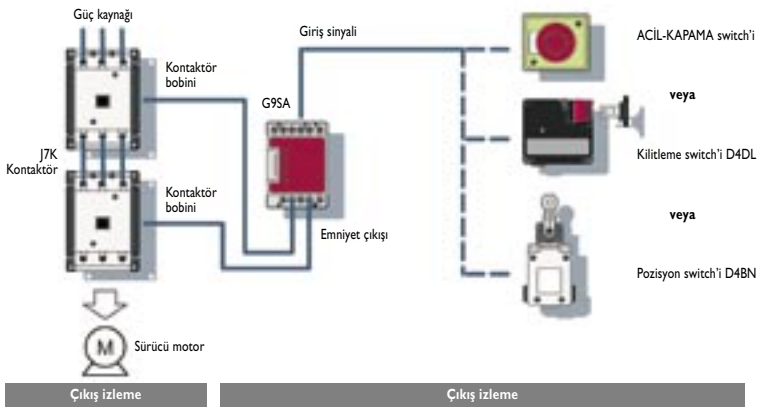 Güç kaynağı
Giriş sinyali
ACİL-KAPAMA switch'i
Kontaktör
bobini
G9SA
veya
J7K
Kontaktör
Kilitleme switch'i D4DL
Kontaktör
bobini
veya
Emniyet çıkışı
Pozisyon switch'i D4BN
M
Sürücü motor
Çıkış izleme
Çıkış izleme